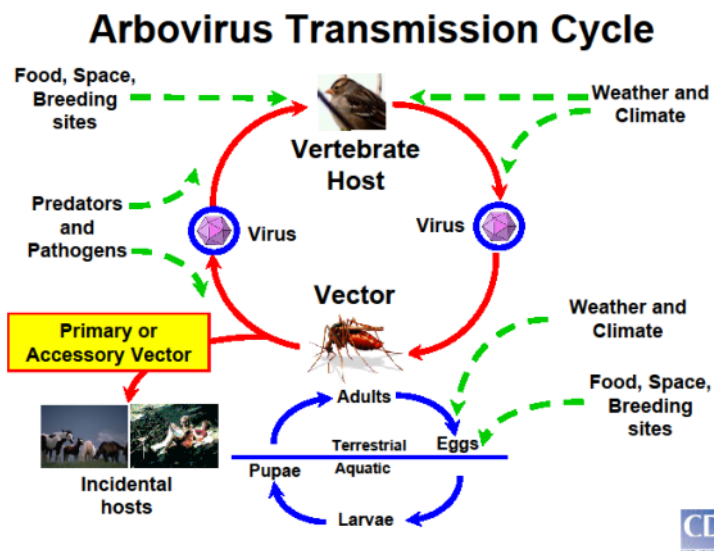 Arbovirus Transmission Cycle
Food, Space,
Breeding
sites
Weather and
Climate
Vertebrate
Host
Predators
and
Pathogens
Virus
Virus
Vector
Primary or
Accessory Vector
Weather and
Climate
Adults
Food, Space,
Breeding
sites
Terrestrial
Eggs
Pupae
Aquatic
Incidental
hosts
Larvae